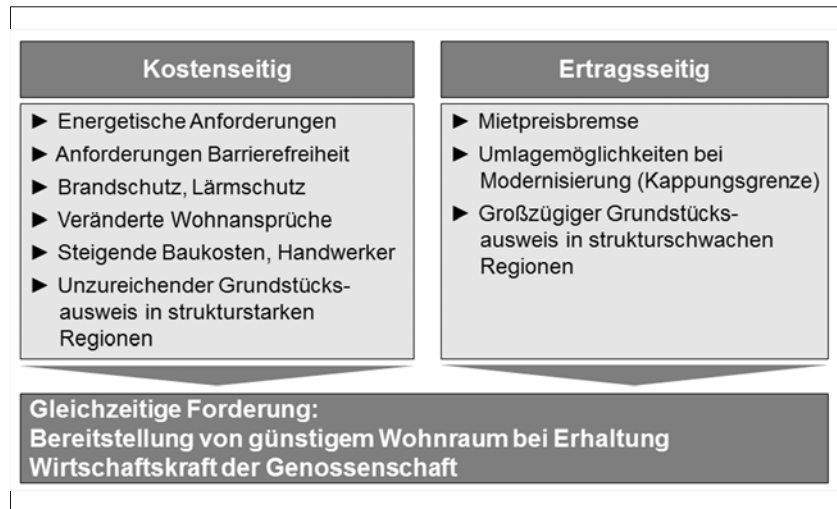 Kostenseitig
► Energetische Anforderungen
► Anforderungen Barrierefreiheit
► Brandschutz, Lärmschutz
► Veränderte Wohnansprüche
► Steigende Baukosten, Handwerker
► Unzureichender Grundstücks-
ausweis in strukturstarken
Regionen
Ertragsseitig
► Mietpreisbremse
► Umlagemöglichkeiten bei
Modernisierung (Kappungsgrenze)
► Großzügiger Grundstücks-
ausweis in strukturschwachen
Regionen
Gleichzeitige Forderung:
Bereitstellung von günstigem Wohnraum bei Erhaltung
Wirtschaftskraft der Genossenschaft